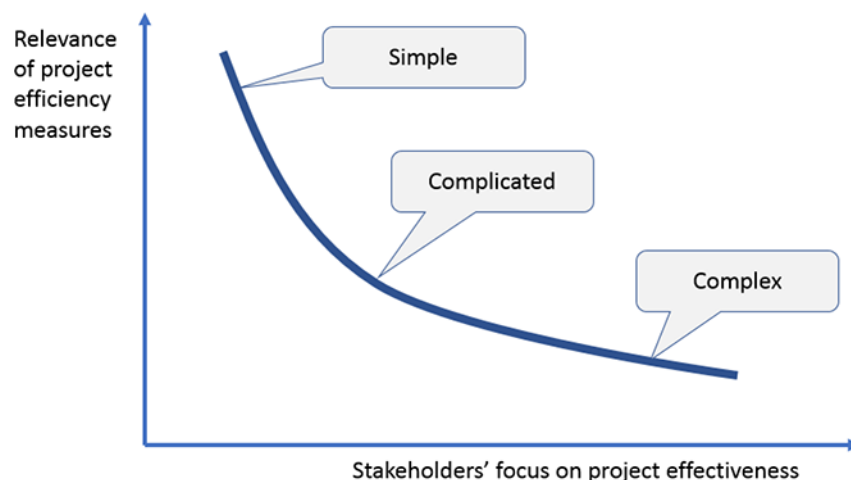 Relevance
of project
efficiency
measures
Simple
Complicated
Complex
Stakeholders' focus on project effectiveness